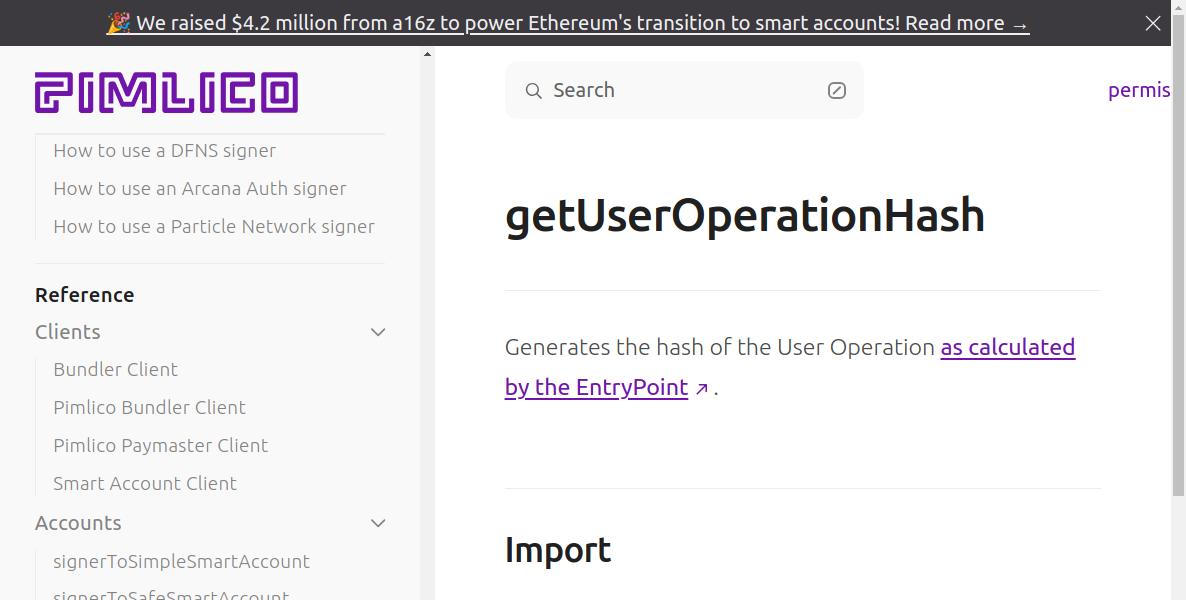 🎉 We raised $4.2 million from a16z to power Ethereum's transition to smart accounts! Read more →
PIMLICO
Search
permis
How to use a DFNS signer
How to use an Arcana Auth signer
How to use a Particle Network signer
Reference
Clients
Bundler Client
Pimlico Bundler Client
Pimlico Paymaster Client
Smart Account Client
Accounts
signerToSimpleSmartAccount
signerToSafeSmartAccount
getUserOperationHash
Generates the hash of the User Operation as calculated
by the EntryPoint ↗ .
Import